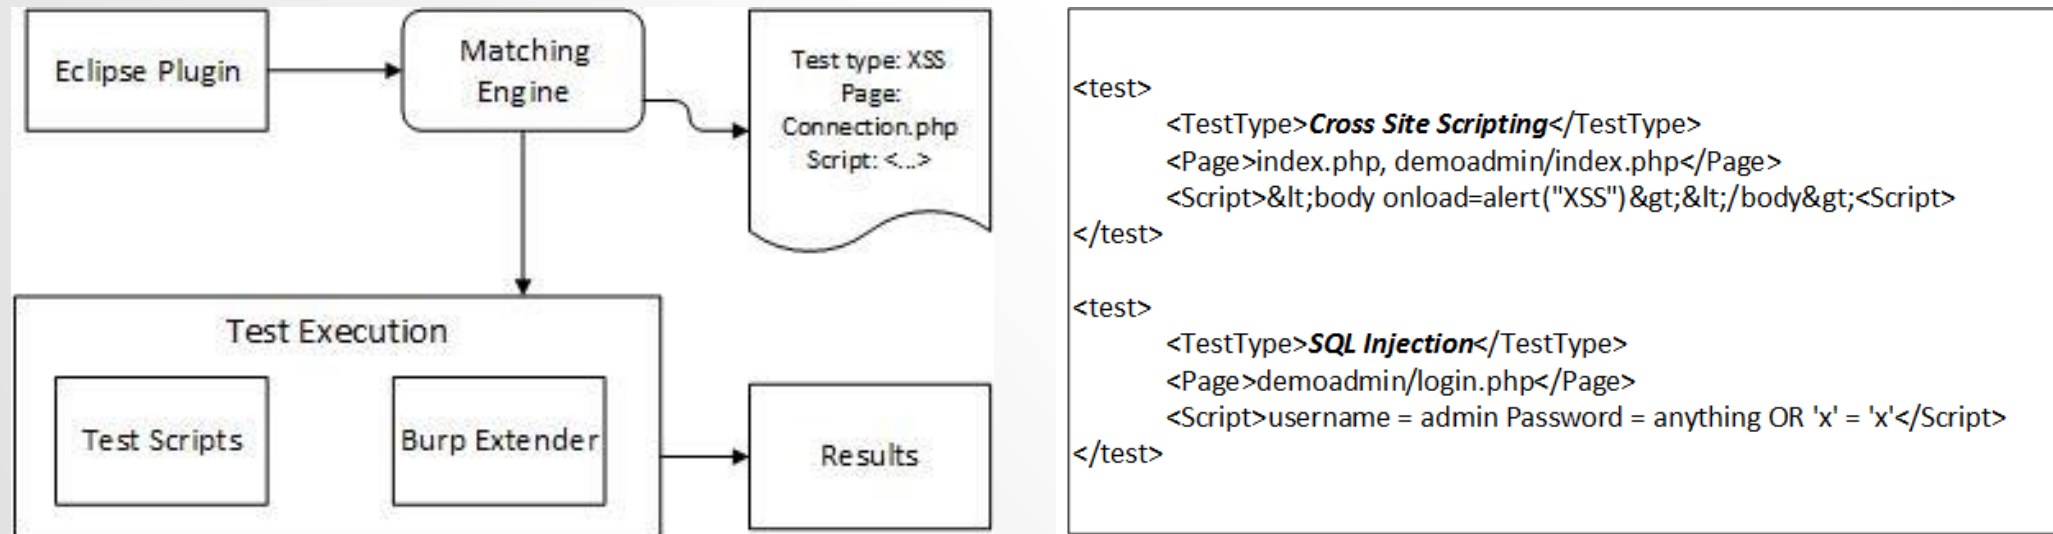 Eclipse Plugin
Matching
Engine
Test type: XSS
Page:
Connection.php
Script: <...>
Test Execution
Test Scripts
Burp Extender
Results
<test>
<TestType>Cross Site Scripting</TestType>
<Page>index.php, demoadmin/index.php</Page>
<Script>&lt;body onload=alert("XSS")&gt;&lt;/body&gt;<Script>
</test>
<test>
<TestType>SQL Injection</TestType>
<Page>demoadmin/login.php</Page>
<Script>username = admin Password = anything OR 'x' = 'x'</Script>
</test>